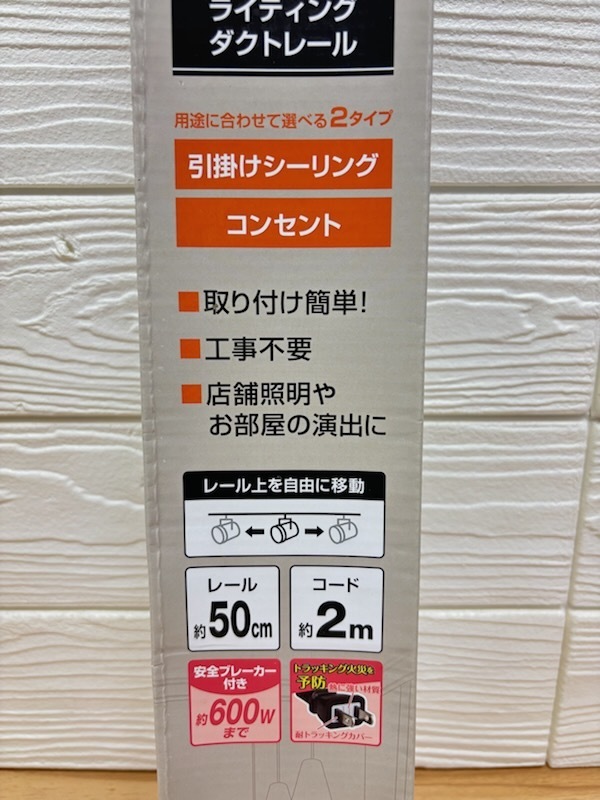 ライティング
ダクトレール
用途に合わせて選べる2タイプ
引掛けシーリング
コンセント
■取り付け簡単!
■工事不要
■店舗照明や
お部屋の演出に
レール上を自由に移動
レール
約50cm
コード
約2m
安全ブレーカー
付き
約600W
まで
トラッキング火災を
予防
熱に強い材質
耐トラッキングカバー